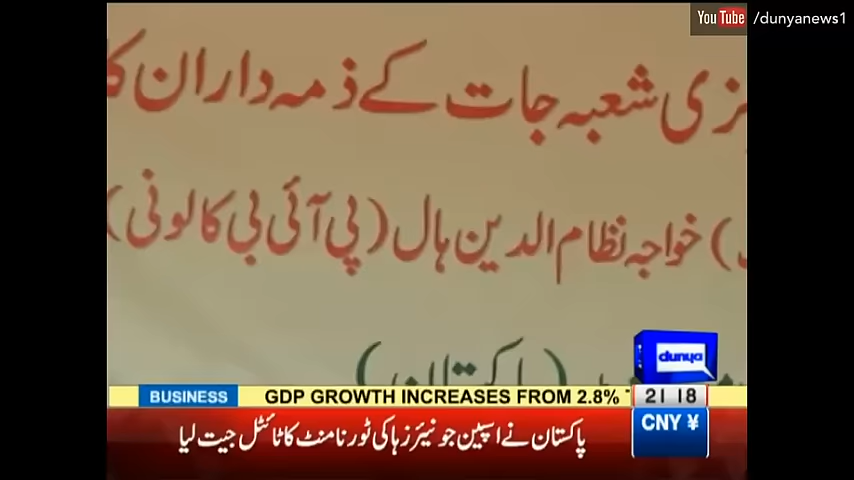 YouTube /dunyanews1
شعبہ جات کے ذمہ داران کا
خواجہ نظام الدین ہال (پی آئی بی کالونی)
dunya
BUSINESS GDP GROWTH INCREASES FROM 2.8% 21 18
پاکستان نے اسپین جونیئرز ہاکی ٹورنامنٹ کا ٹائٹل جیت لیا CNY ¥